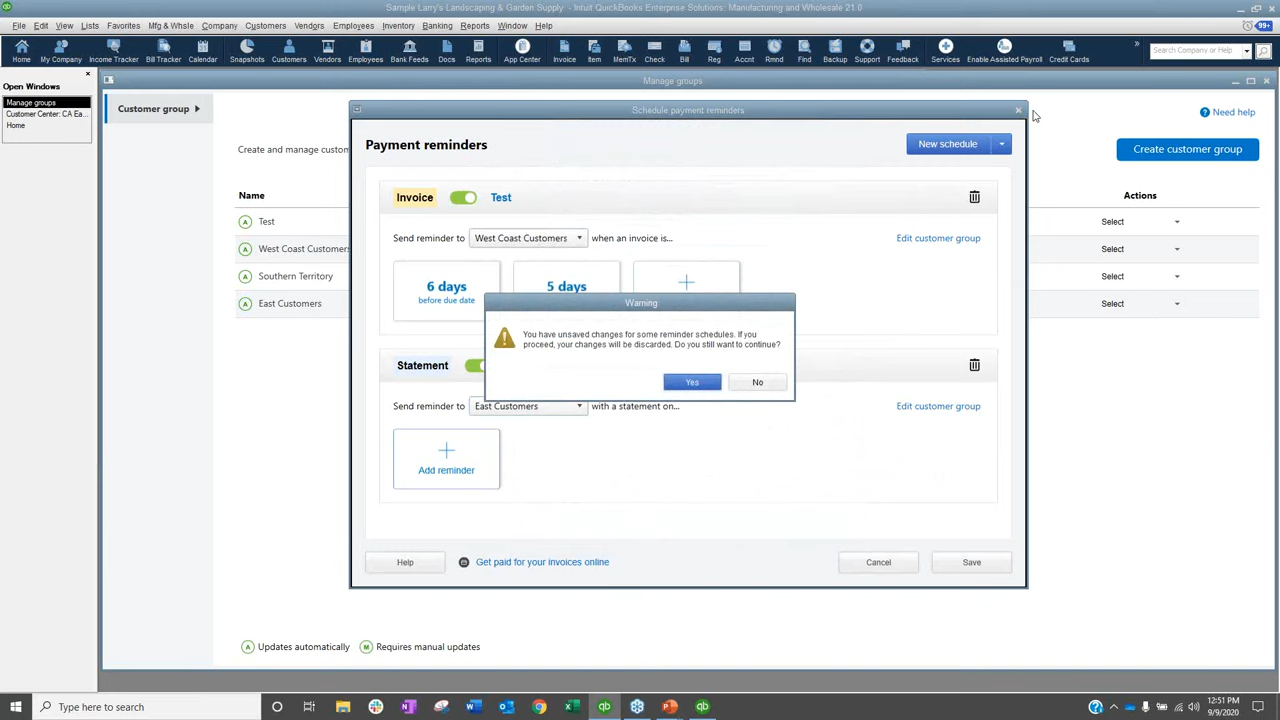 Sample Larry's Landscaping & Garden Supply - Intuit QuickBooks Enterprise Solutions: Manufacturing and Wholesale 21.0
File Edit View Lists Favorites Mfg & Whsle Company Customers Vendors Employees Inventory Banking Reports Window Help
99+
Home My Company Income Tracker Bill Tracker Calendar Snapshots Customers Vendors Employees Bank Feeds Docs Reports App Center Invoice Item MemTx Check Bill Reg Accnt Rmnd Find Backup Support Feedback Services Enable Assisted Payroll Credit Cards
Search Company or Help
Open Windows
Manage groups
Customer Center: CA Ea...
Home
Manage groups
Customer group
Need help
Create and manage custom
Create customer group
Name
Actions
Test
Select
West Coast Customers
Select
Southern Territory
Select
East Customers
Select
Schedule payment reminders
Payment reminders
New schedule
Invoice
Test
Send reminder to West Coast Customers when an invoice is...
Edit customer group
6 days
before due date
5 days
Warning
You have unsaved changes for some reminder schedules. If you
proceed, your changes will be discarded. Do you still want to continue?
Yes No
Statement
Send reminder to East Customers with a statement on...
Edit customer group
Add reminder
Help
Get paid for your invoices online
Cancel
Save
A Updates automatically M Requires manual updates
Type here to search
12:51 PM
9/9/2020